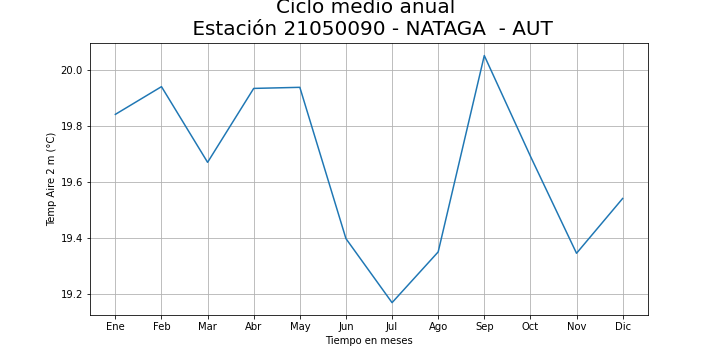 Ciclo medio anual
Estación 21050090 - NATAGA  - AUT
Temp Aire 2 m (°C)
20.0
19.8
19.6
19.4
19.2
Ene Feb Mar Abr May Jun Jul Ago Sep Oct Nov Dic
Tiempo en meses